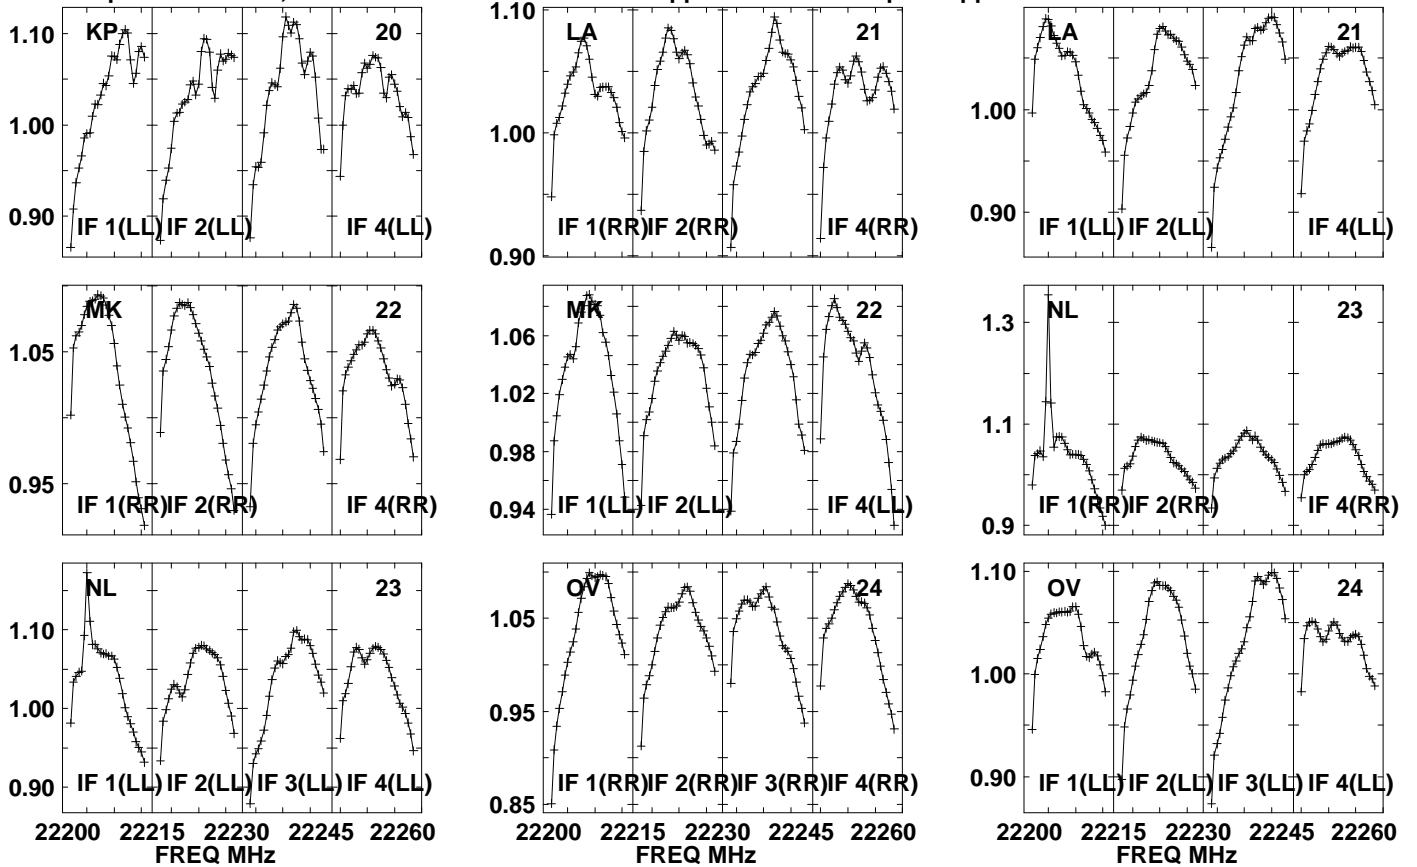 1.10 KP 20
1.00
0.90 IF 1(LL) IF 2(LL) IF 4(LL)
1.10 LA 21
1.00
0.90 IF 1(RR) IF 2(RR) IF 4(RR)
LA 21
1.00
0.90 IF 1(LL) IF 2(LL) IF 4(LL)
MK 22
1.05
0.95 IF 1(RR) IF 2(RR) IF 4(RR)
MK 22
1.06
1.02
0.98
0.94 IF 1(LL) IF 2(LL) IF 4(LL)
NL 23
1.3
1.1
0.9 IF 1(RR) IF 2(RR) IF 4(RR)
NL 23
1.10
1.00
0.90 IF 1(LL) IF 2(LL) IF 3(LL) IF 4(LL)
22200 22215 22230 22245 22260
FREQ MHz
OV 24
1.05
0.95
0.85 IF 1(RR) IF 2(RR) IF 3(RR) IF 4(RR)
22200 22215 22230 22245 22260
FREQ MHz
1.10 OV 24
1.00
0.90 IF 1(LL) IF 2(LL) IF 3(LL) IF 4(LL)
22200 22215 22230 22245 22260
FREQ MHz